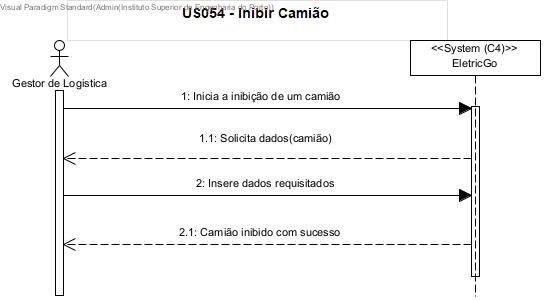 Visual Paradigm Standard(Admin(Instituto Superior de Engenharia do Porto))
US054 - Inibir Camião
<<System (C4)>>
EletricGo
Gestor de Logistica
1: Inicia a inibição de um camião
1.1: Solicita dados(camião)
2: Insere dados requisitados
2.1: Camião inibido com sucesso